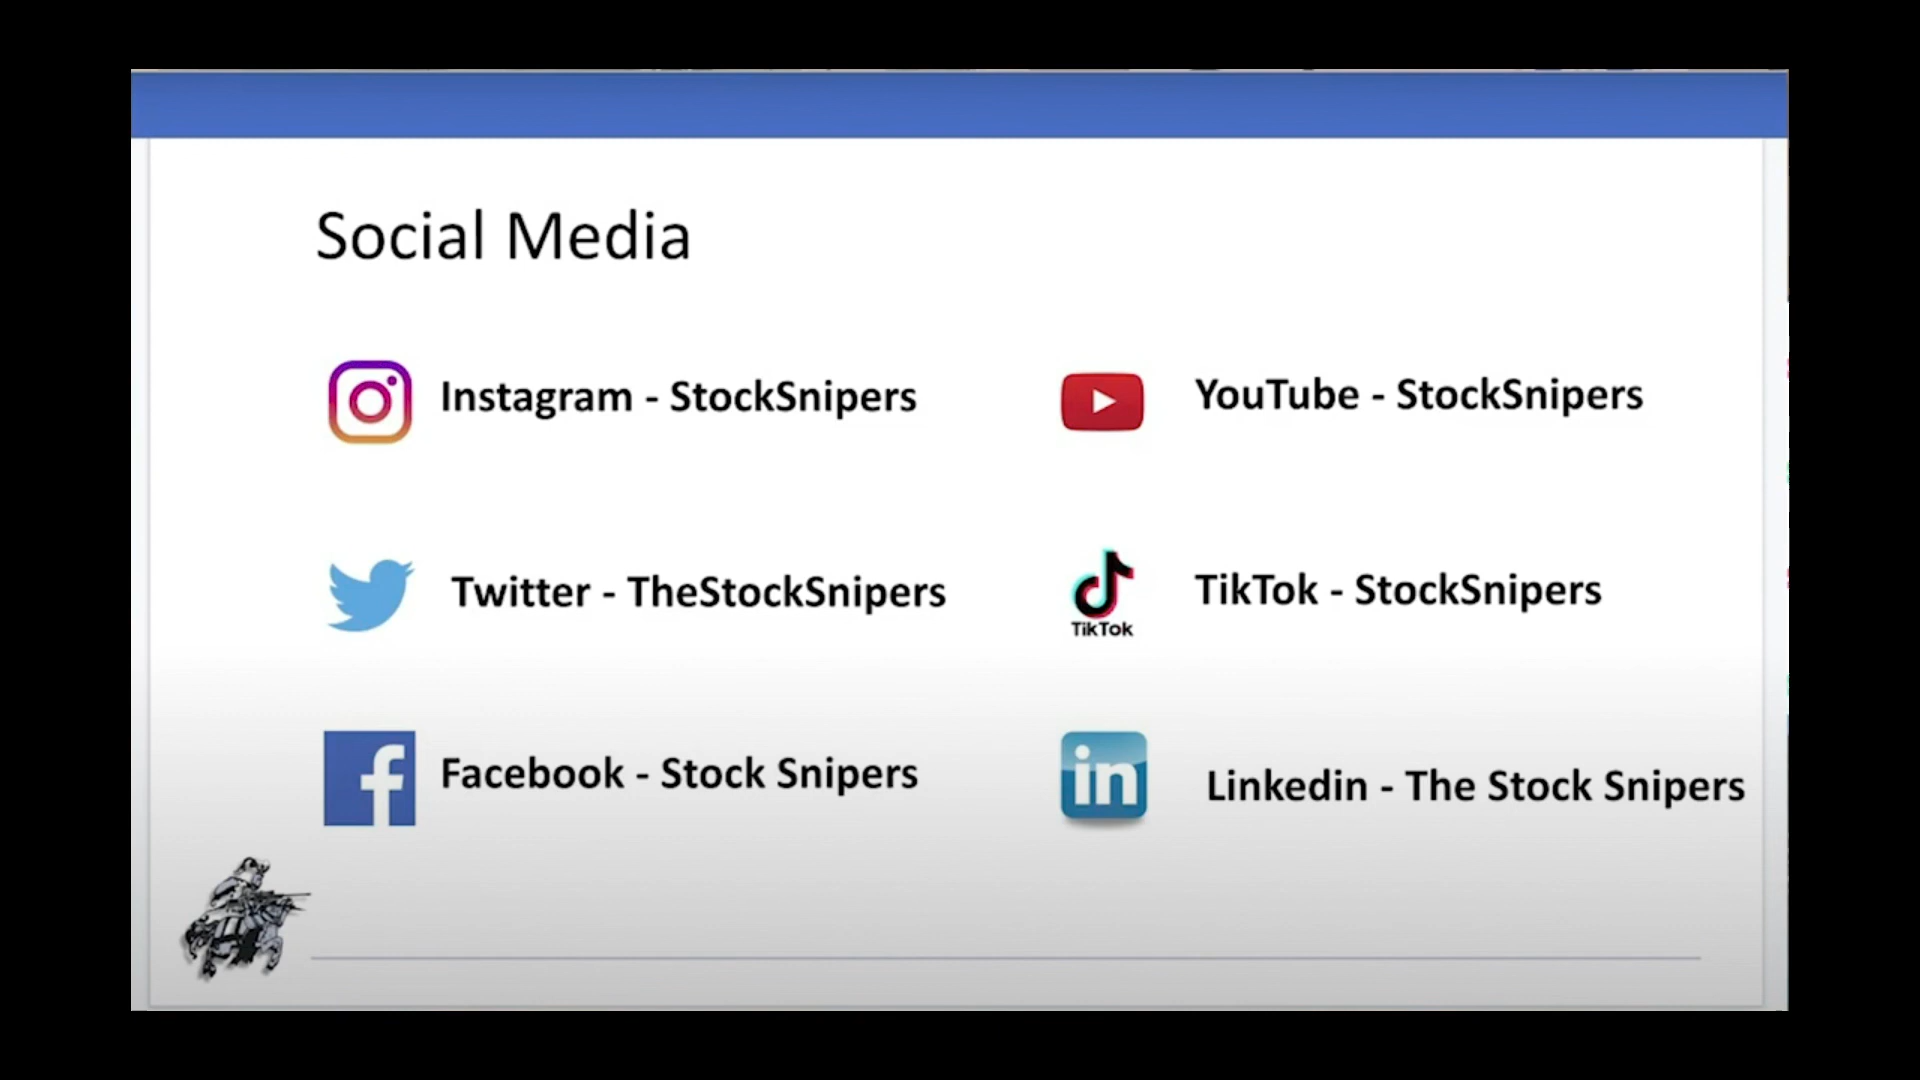 Social Media
Instagram - StockSnipers
YouTube - StockSnipers
Twitter - TheStockSnipers
TikTok
TikTok - StockSnipers
Facebook - Stock Snipers
in
Linkedin - The Stock Snipers